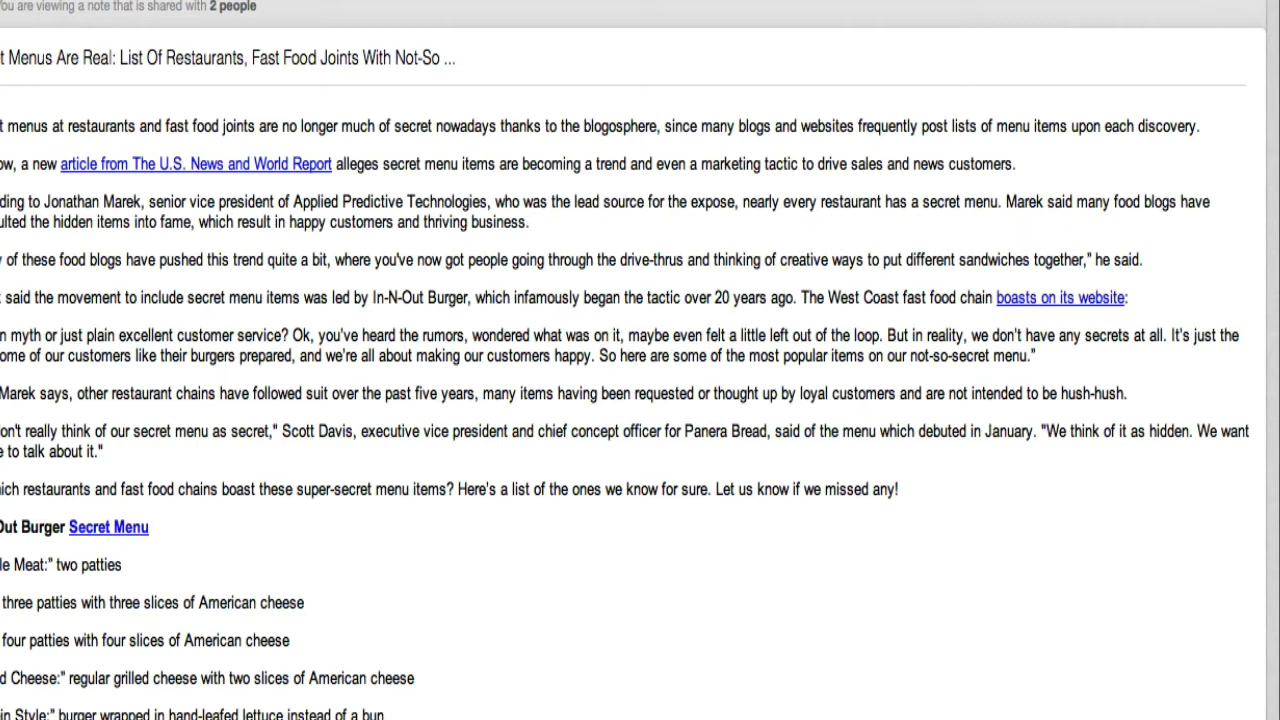 You are viewing a note that is shared with 2 people
t Menus Are Real: List Of Restaurants, Fast Food Joints With Not-So ...
t menus at restaurants and fast food joints are no longer much of secret nowadays thanks to the blogosphere, since many blogs and websites frequently post lists of menu items upon each discovery.
ow, a new article from The U.S. News and World Report alleges secret menu items are becoming a trend and even a marketing tactic to drive sales and news customers.
ding to Jonathan Marek, senior vice president of Applied Predictive Technologies, who was the lead source for the expose, nearly every restaurant has a secret menu. Marek said many food blogs have
ulted the hidden items into fame, which result in happy customers and thriving business.
of these food blogs have pushed this trend quite a bit, where you've now got people going through the drive-thrus and thinking of creative ways to put different sandwiches together," he said.
said the movement to include secret menu items was led by In-N-Out Burger, which infamously began the tactic over 20 years ago. The West Coast fast food chain boasts on its website:
n myth or just plain excellent customer service? Ok, you've heard the rumors, wondered what was on it, maybe even felt a little left out of the loop. But in reality, we don't have any secrets at all. It's just the
ome of our customers like their burgers prepared, and we're all about making our customers happy. So here are some of the most popular items on our not-so-secret menu."
Marek says, other restaurant chains have followed suit over the past five years, many items having been requested or thought up by loyal customers and are not intended to be hush-hush.
on't really think of our secret menu as secret," Scott Davis, executive vice president and chief concept officer for Panera Bread, said of the menu which debuted in January. "We think of it as hidden. We want
e to talk about it."
ich restaurants and fast food chains boast these super-secret menu items? Here's a list of the ones we know for sure. Let us know if we missed any!
Out Burger Secret Menu
le Meat:" two patties
three patties with three slices of American cheese
four patties with four slices of American cheese
d Cheese:" regular grilled cheese with two slices of American cheese
in Style:" burger wrapped in hand-leafed lettuce instead of a bun